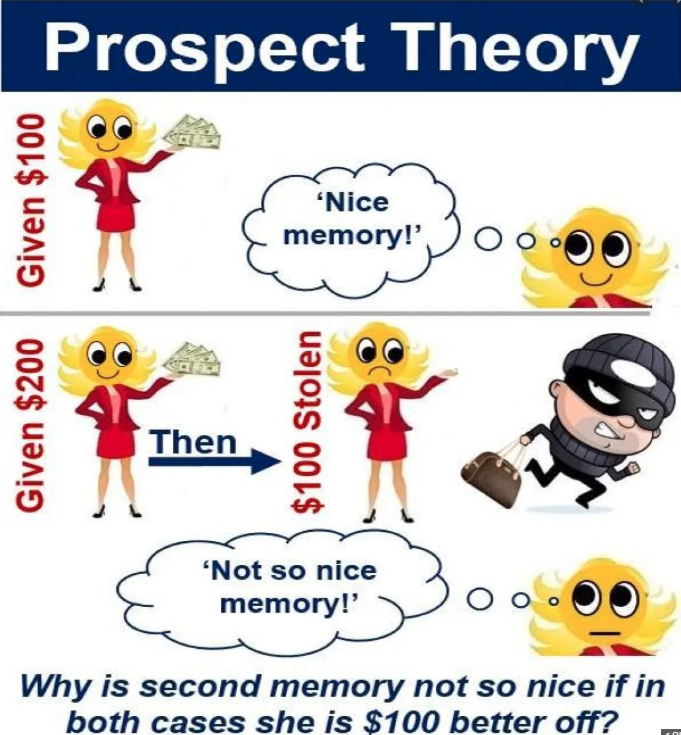 Prospect Theory
Given $100
‘Nice
memory!’
Given $200
Then
$100 Stolen
‘Not so nice
memory!’
Why is second memory not so nice if in
both cases she is $100 better off?